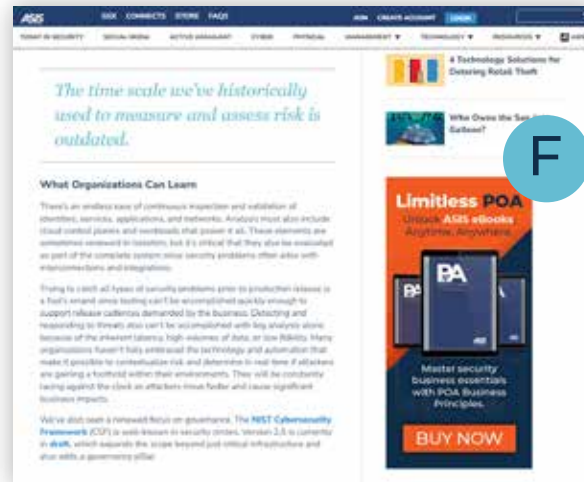 ASIS
GSX CONNECTS STORE FAQS
JOIN CREATE ACCOUNT LOGIN
TODAY IN SECURITY SOCIAL MEDIA ACTIVE ASSAILANT CYBER PHYSICAL MANAGEMENT ▼ TECHNOLOGY ▼ RESOURCES ▼
The time scale we've historically
used to measure and assess risk is
outdated.
What Organizations Can Learn
There's an endless race of continuous inspection and validation of
identities, services, applications, and networks. Analysis must also include
cloud control planes and workloads that power it all. These elements are
sometimes reviewed in isolation, but it's critical that they also be evaluated
as part of the complete system since security problems often arise with
interconnections and integrations.
Trying to catch all types of security problems prior to production release is
a fool's errand since testing can't be accomplished quickly enough to
support release cadences demanded by the business. Detecting and
responding to threats also can't be accomplished with log analysis alone
because of the inherent latency, high volumes of data, or low fidelity. Many
organizations haven't fully embraced the technology and automation that
make it possible to contextualize risk and determine in real time if attackers
are gaining a foothold within their environments. They will be constantly
racing against the clock as attackers move faster and cause significant
business impacts.
We've also seen a renewed focus on governance. The NIST Cybersecurity
Framework (CSF) is well-known in security circles. Version 2.0 is currently
in draft, which expands the scope beyond just critical infrastructure and
also adds a governance pillar.
4 Technology Solutions for
Deterring Retail Theft
Who Owns the San
Galleon?
F
Limitless POA
Unlock ASIS eBooks
Anytime, Anywhere.
PA
Master security
business essentials
with POA Business
Principles.
BUY NOW